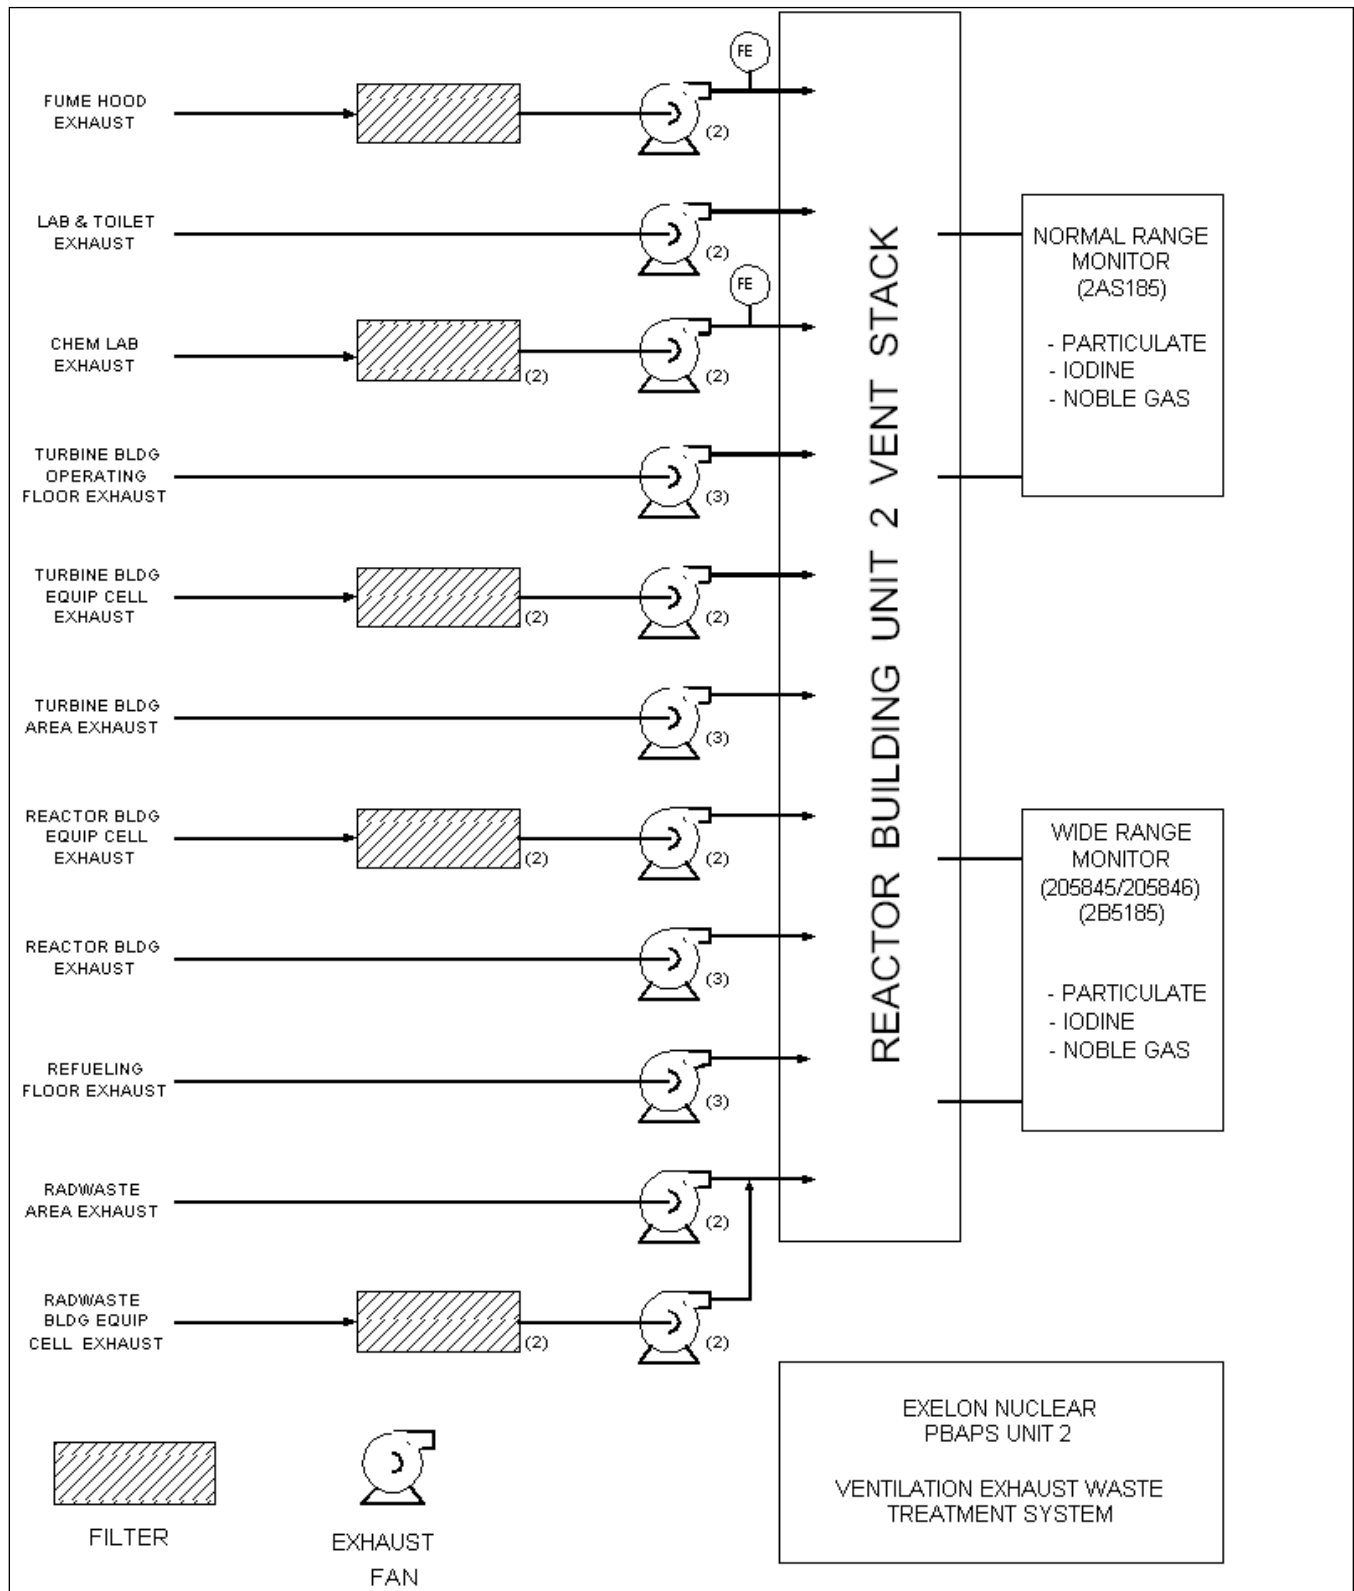 FE
FUME HOOD
EXHAUST
(2)
LAB & TOILET
EXHAUST
(2)
FE
CHEM LAB
EXHAUST
(2)
(2)
TURBINE BLDG
OPERATING
FLOOR EXHAUST
(3)
TURBINE BLDG
EQUIP CELL
EXHAUST
(2)
(2)
TURBINE BLDG
AREA EXHAUST
(3)
REACTOR BLDG
EQUIP CELL
EXHAUST
(2)
(2)
REACTOR BLDG
EXHAUST
(3)
REFUELING
FLOOR EXHAUST
(3)
RADWASTE
AREA EXHAUST
(2)
RADWASTE
BLDG EQUIP
CELL EXHAUST
(2)
(2)
REACTOR BUILDING UNIT 2 VENT STACK
NORMAL RANGE
MONITOR
(2AS185)
- PARTICULATE
- IODINE
- NOBLE GAS
WIDE RANGE
MONITOR
(205845/205846)
(2B5185)
- PARTICULATE
- IODINE
- NOBLE GAS
FILTER
EXHAUST
FAN
EXELON NUCLEAR
PBAPS UNIT 2
VENTILATION EXHAUST WASTE
TREATMENT SYSTEM